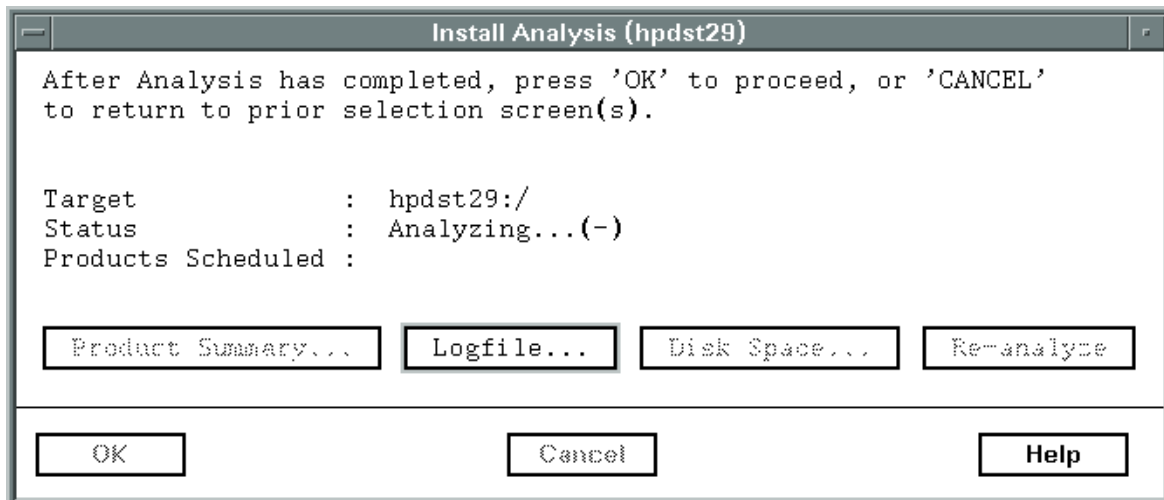 Install Analysis (hpdst29)
After Analysis has completed, press 'OK' to proceed, or 'CANCEL'
to return to prior selection screen(s).
Target : hpdst29:/
Status : Analyzing...(-)
Products Scheduled :
Product Summary... Logfile... Disk Space... Re-analyze
OK Cancel Help